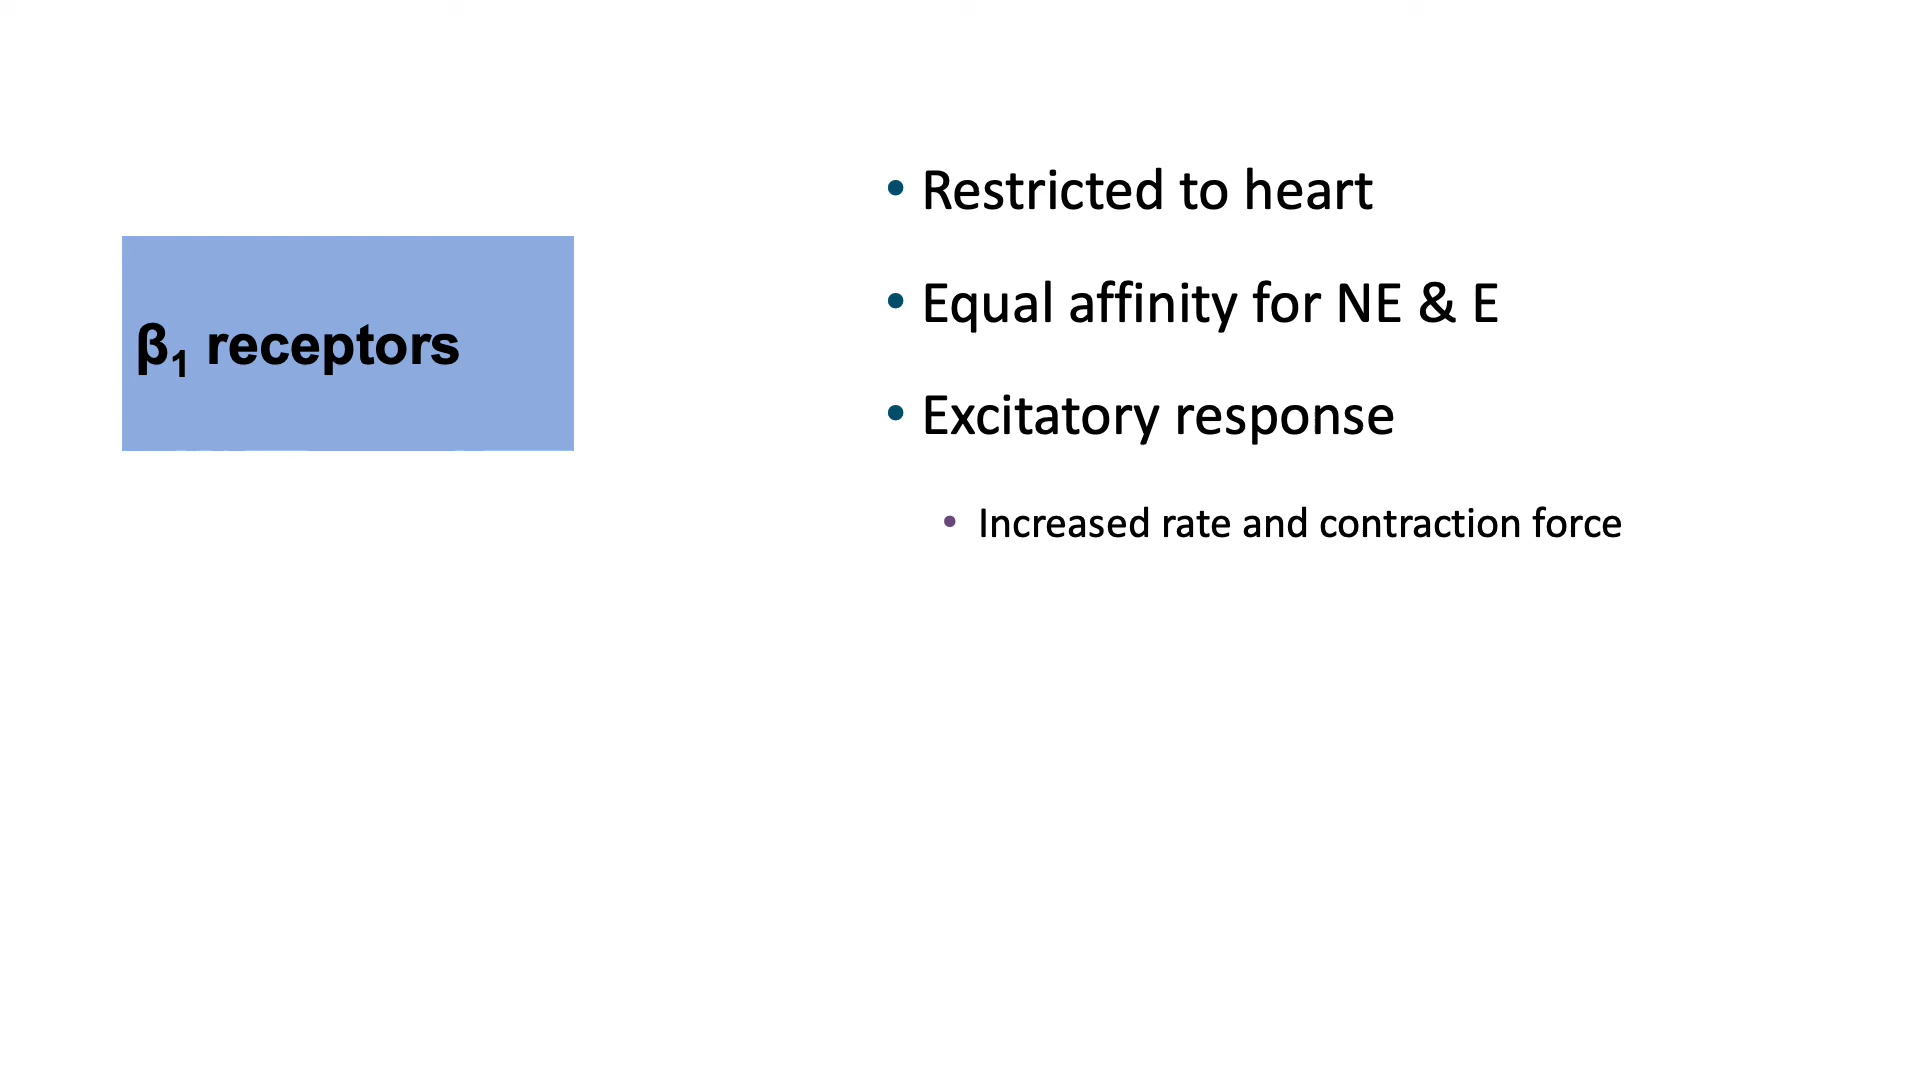 β₁ receptors
• Restricted to heart
• Equal affinity for NE & E
• Excitatory response
• Increased rate and contraction force